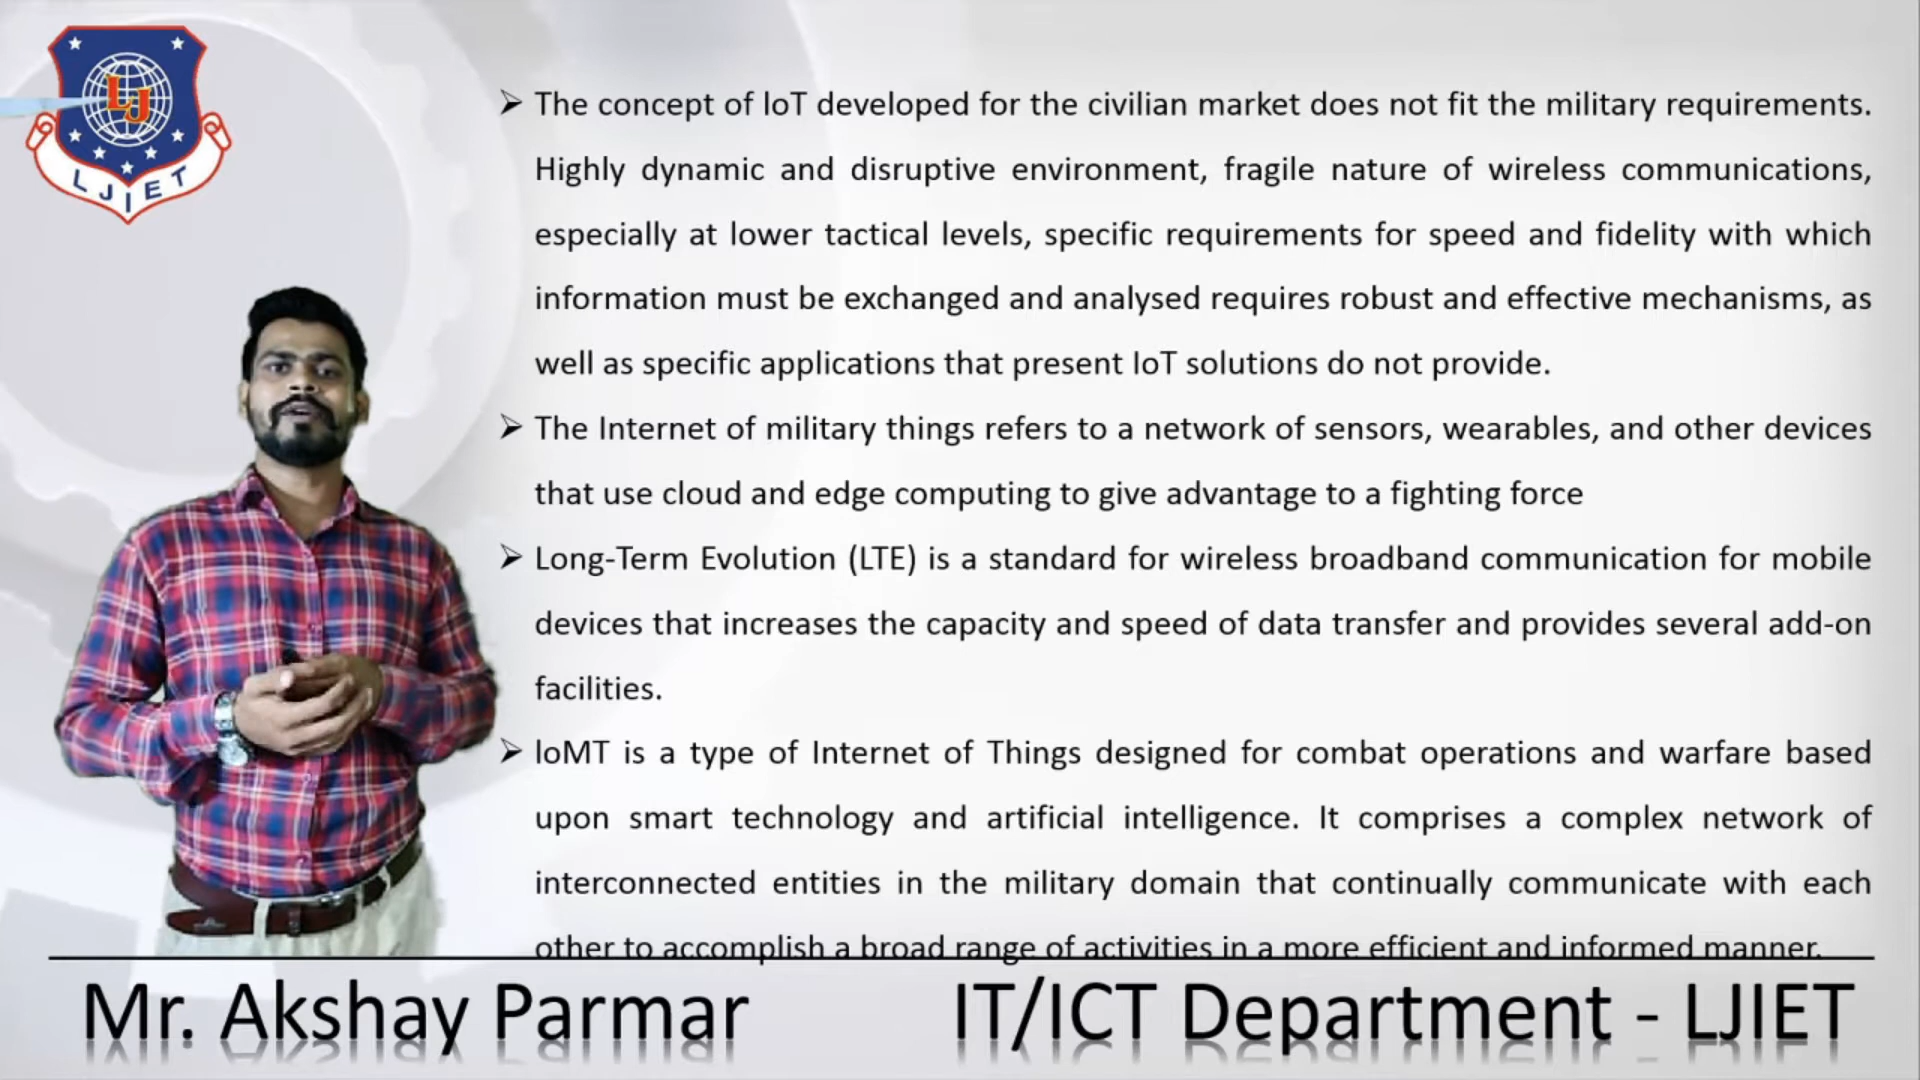 LJ
LJIET
➢ The concept of IoT developed for the civilian market does not fit the military requirements.
Highly dynamic and disruptive environment, fragile nature of wireless communications,
especially at lower tactical levels, specific requirements for speed and fidelity with which
information must be exchanged and analysed requires robust and effective mechanisms, as
well as specific applications that present IoT solutions do not provide.
➢ The Internet of military things refers to a network of sensors, wearables, and other devices
that use cloud and edge computing to give advantage to a fighting force
➢ Long-Term Evolution (LTE) is a standard for wireless broadband communication for mobile
devices that increases the capacity and speed of data transfer and provides several add-on
facilities.
➢ IoMT is a type of Internet of Things designed for combat operations and warfare based
upon smart technology and artificial intelligence. It comprises a complex network of
interconnected entities in the military domain that continually communicate with each
other to accomplish a broad range of activities in a more efficient and informed manner.
Mr. Akshay Parmar
IT/ICT Department - LJIET